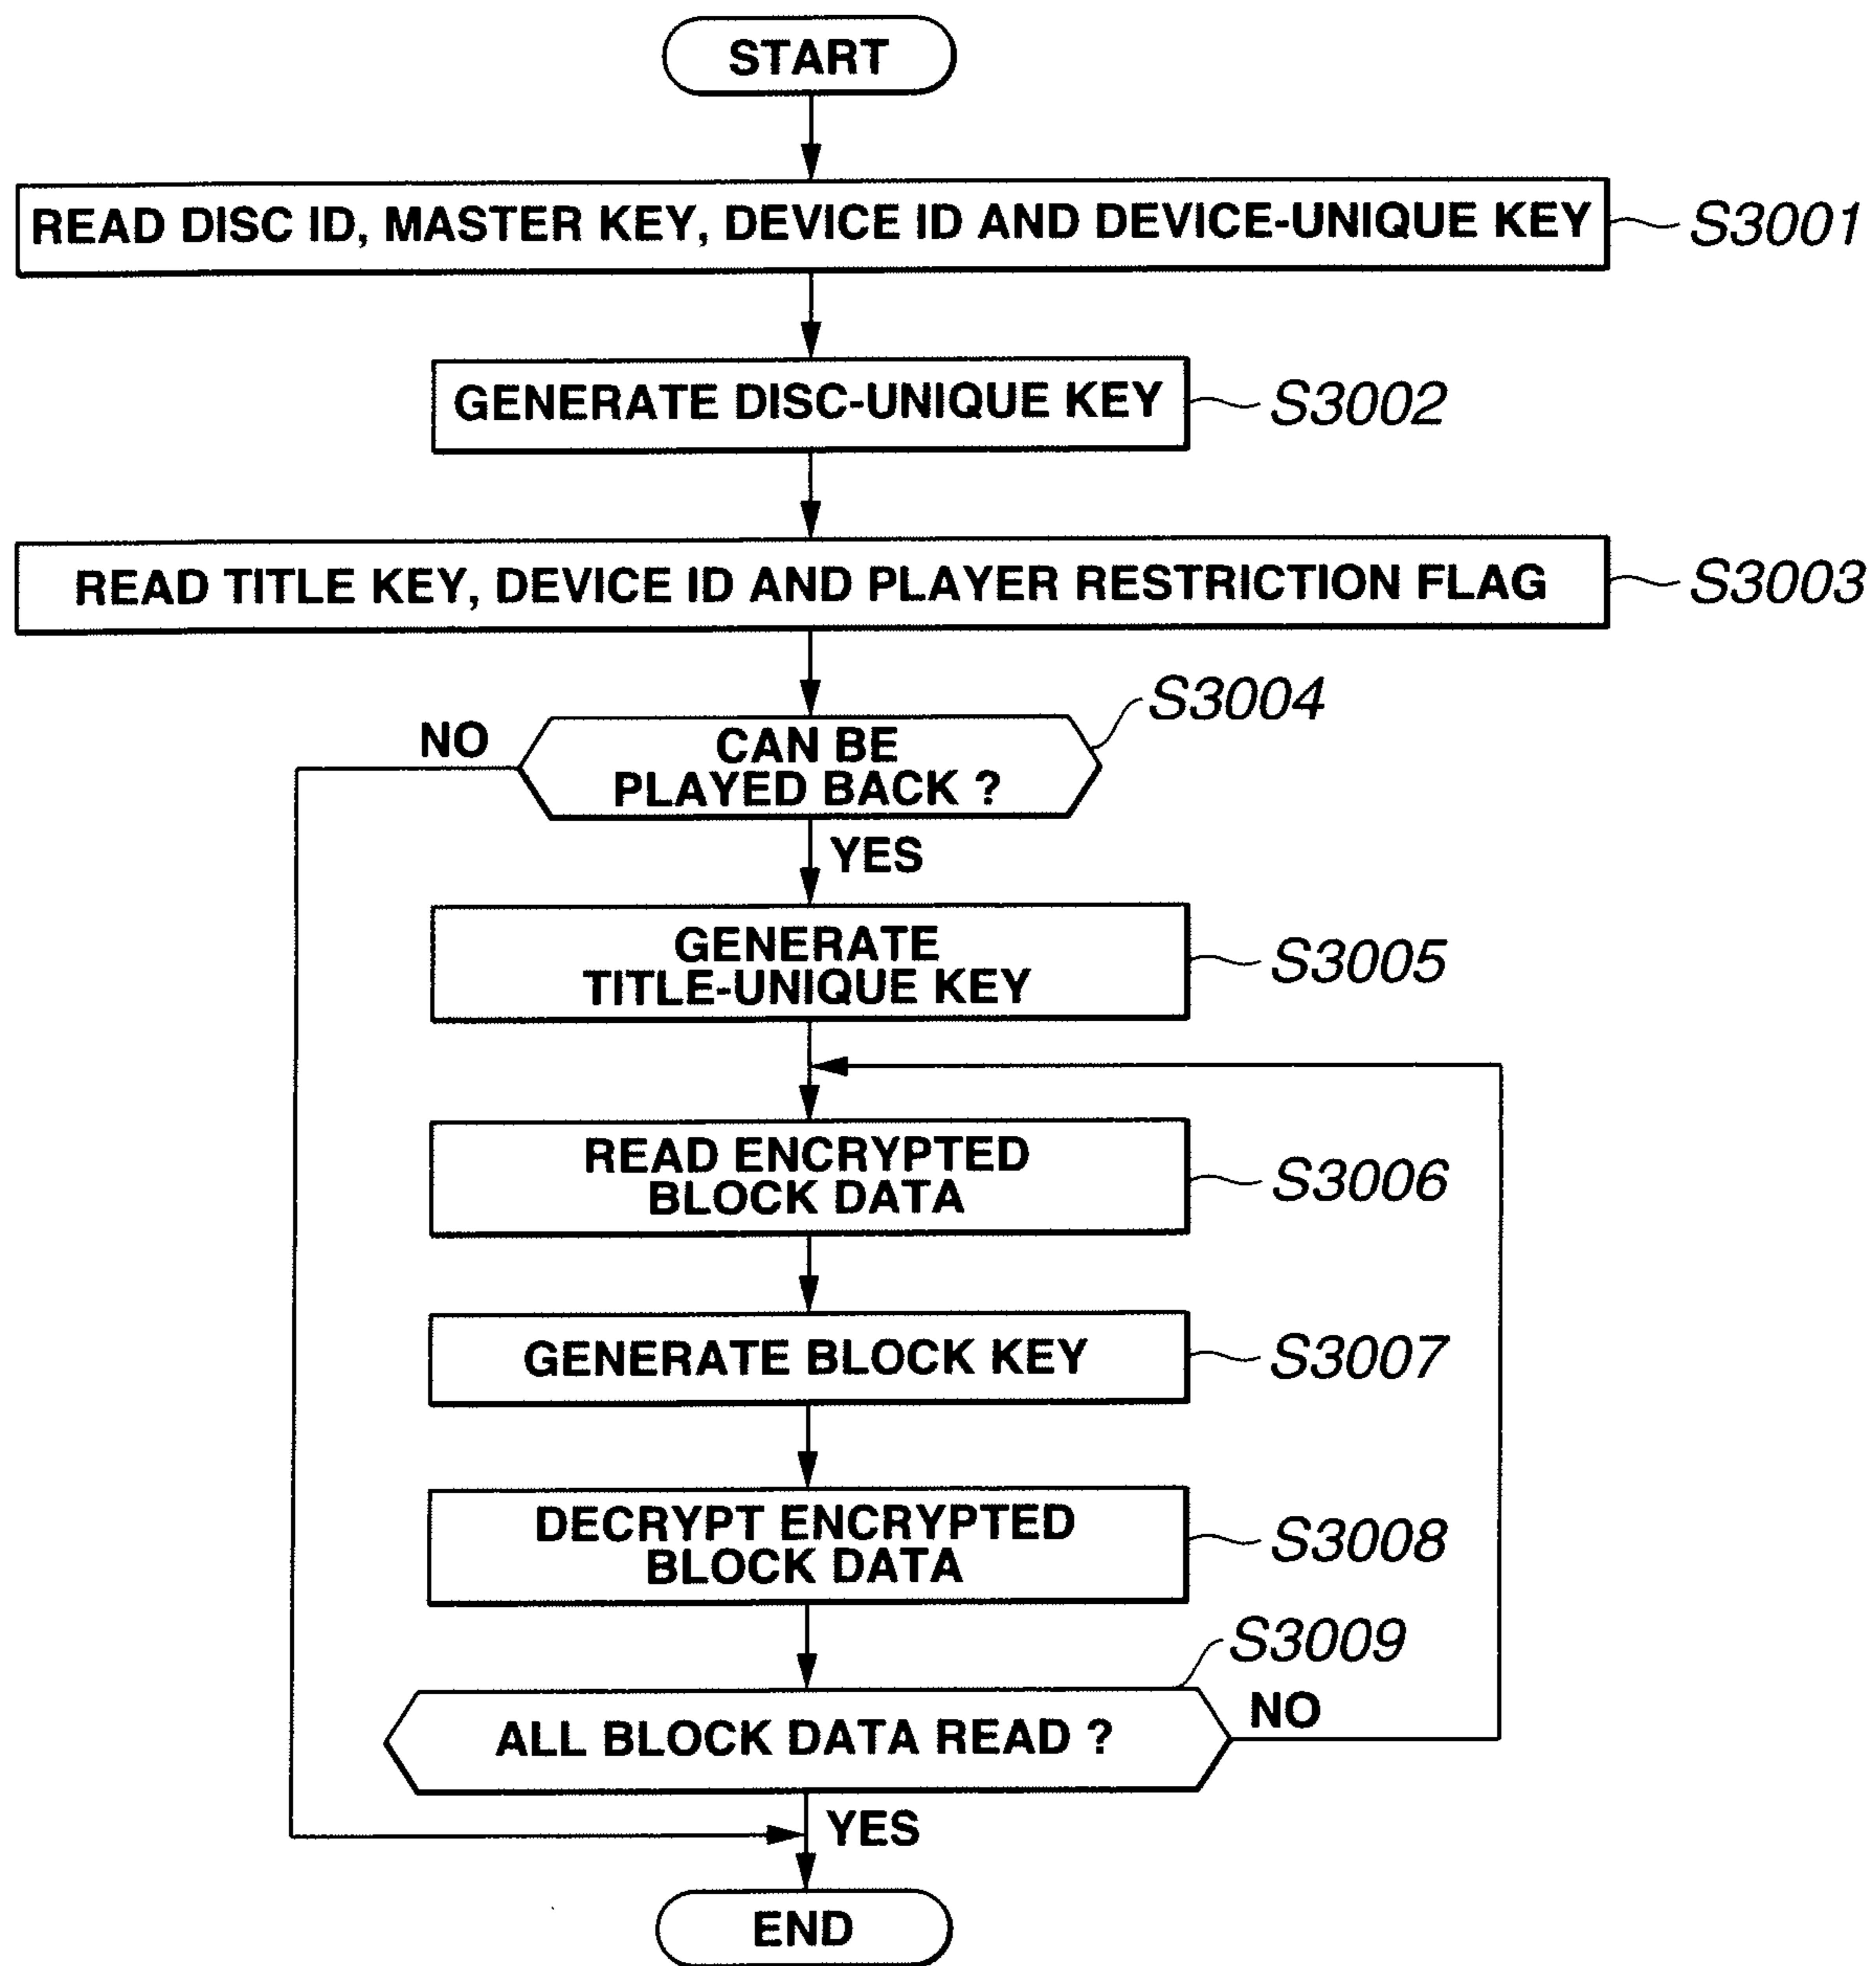 START
READ DISC ID, MASTER KEY, DEVICE ID AND DEVICE-UNIQUE KEY
S3001
GENERATE DISC-UNIQUE KEY
S3002
READ TITLE KEY, DEVICE ID AND PLAYER RESTRICTION FLAG
S3003
S3004
NO
CAN BE
PLAYED BACK ?
YES
GENERATE
TITLE-UNIQUE KEY
S3005
READ ENCRYPTED
BLOCK DATA
S3006
GENERATE BLOCK KEY
S3007
DECRYPT ENCRYPTED
BLOCK DATA
S3008
S3009
ALL BLOCK DATA READ ?
NO
YES
END